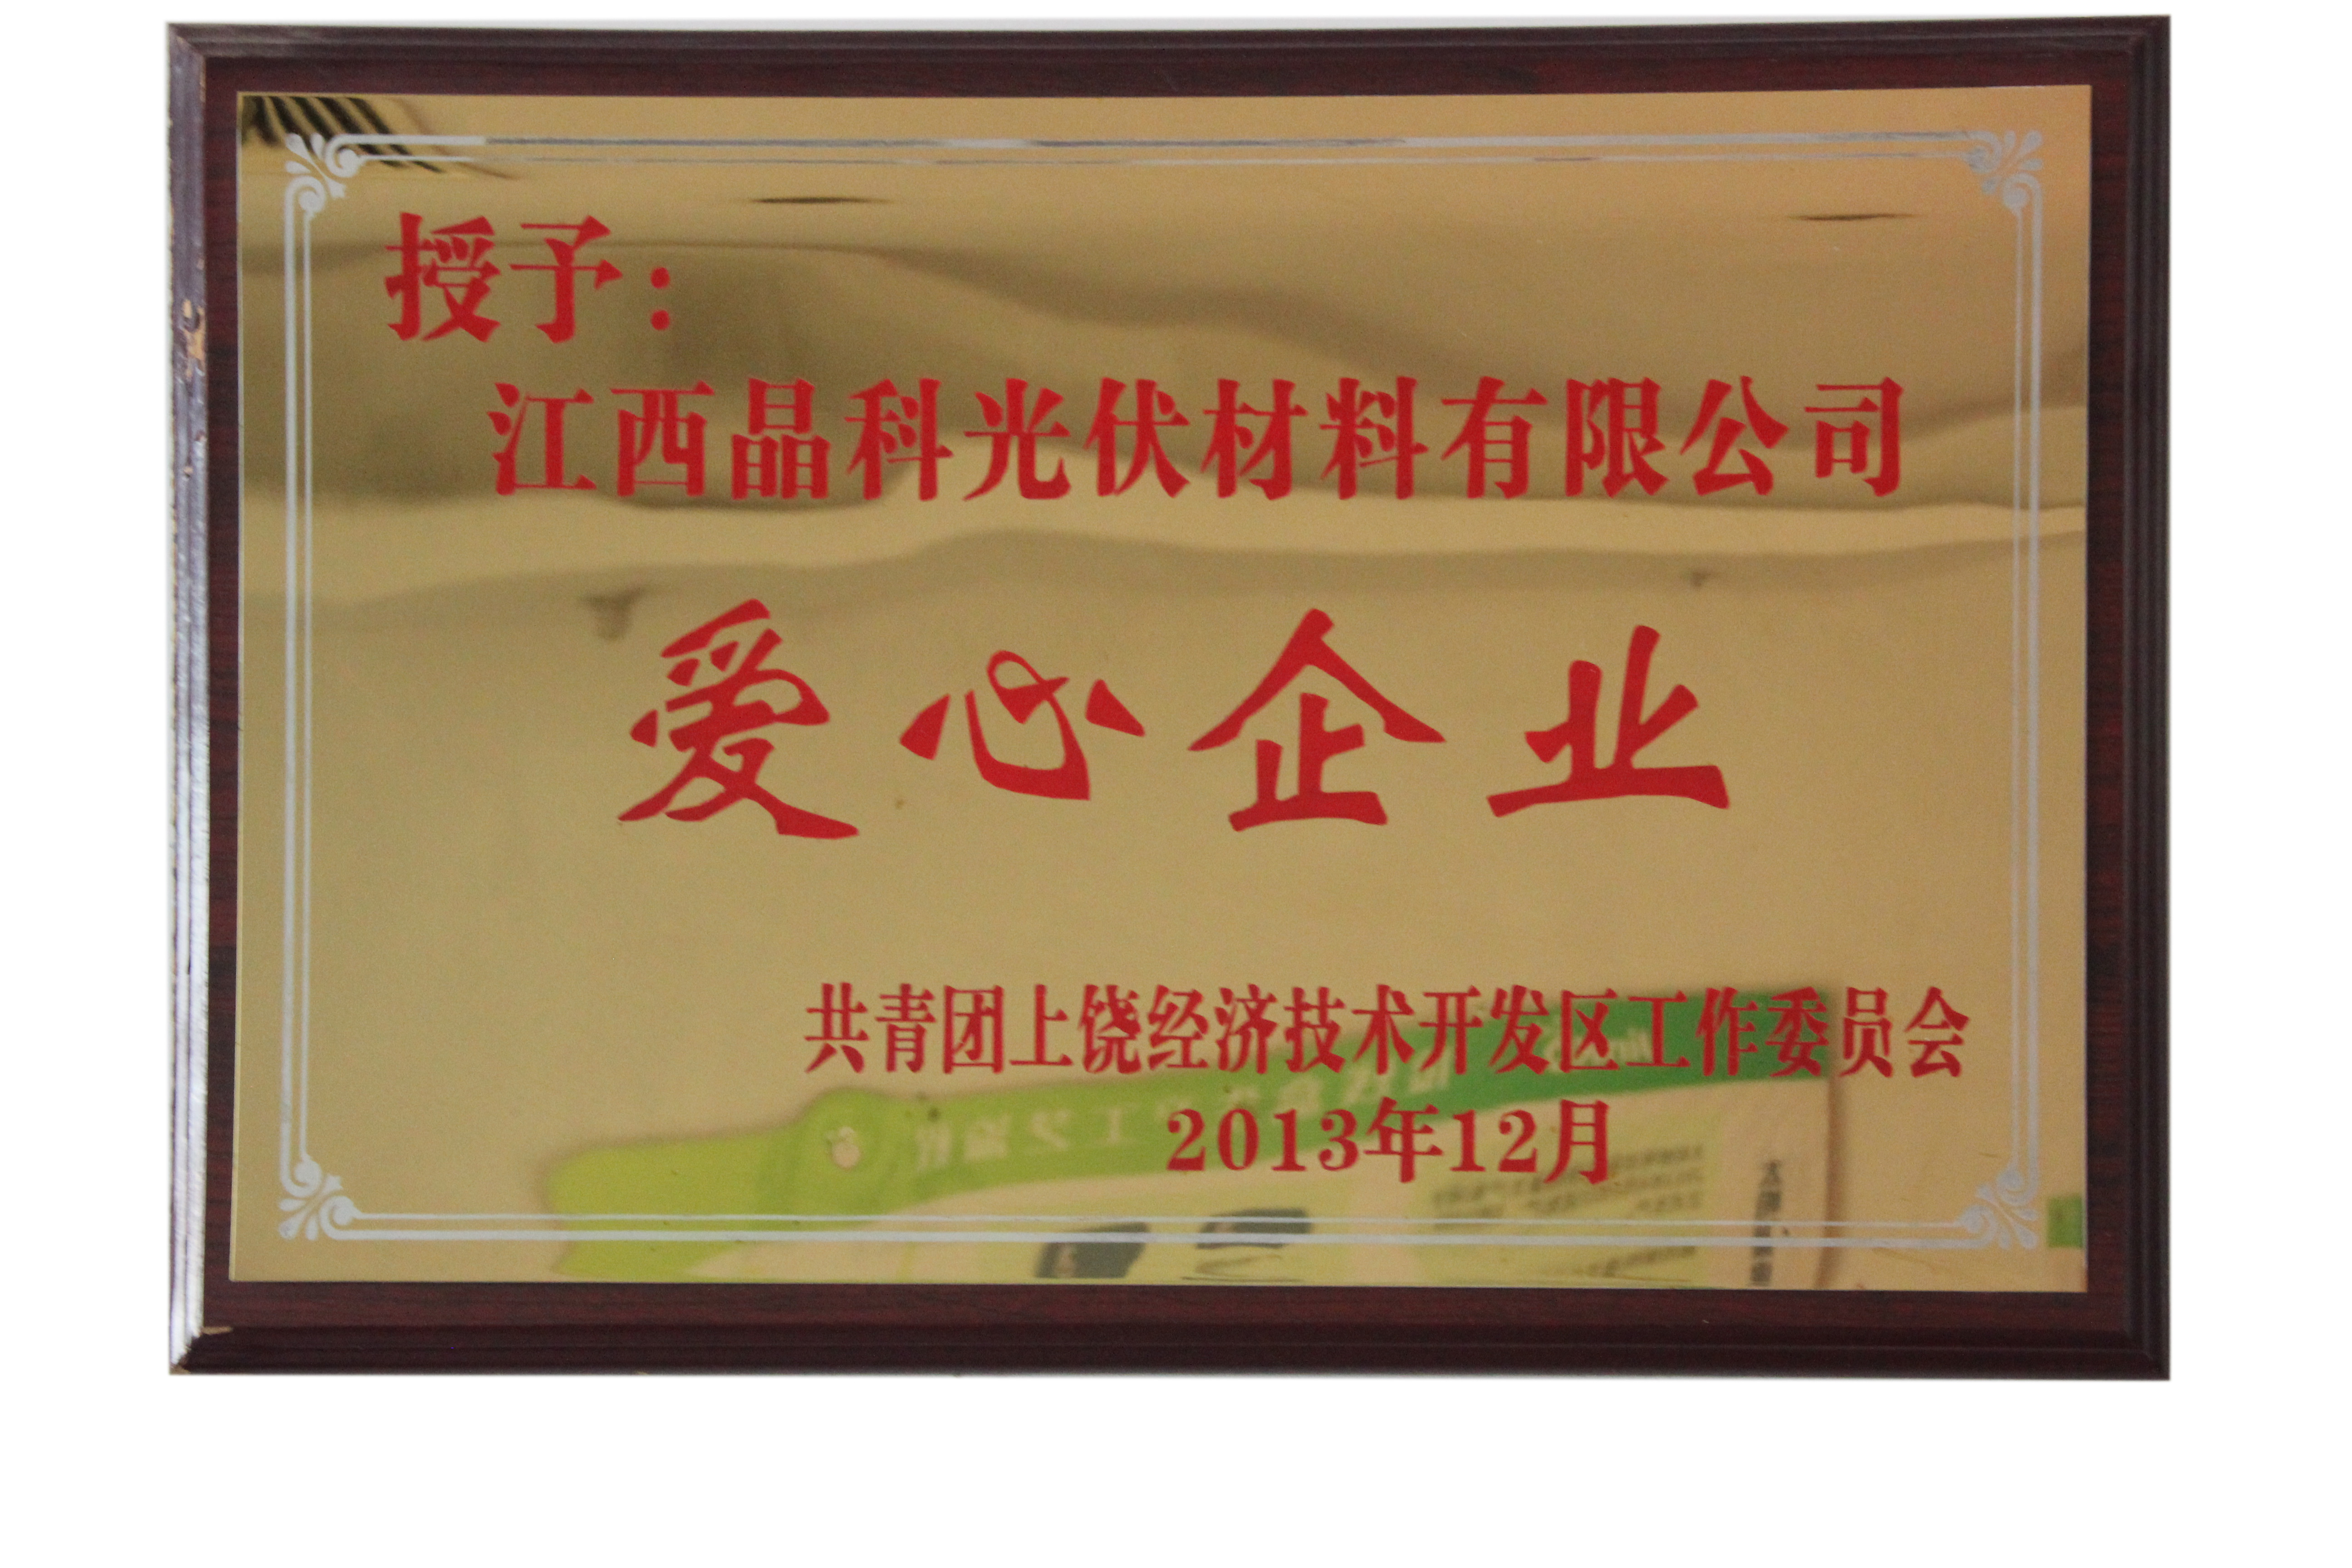 授予：
江西晶科光伏材料有限公司
爱心企业
共青团上饶经济技术开发区工作委员会
2013年12月